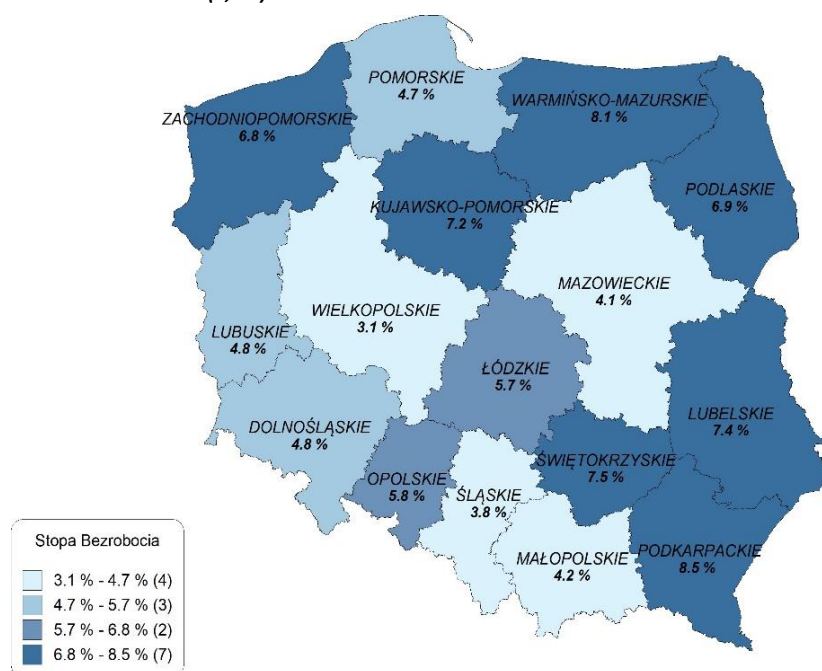 POMORSKIE
4.7 %
WARMIŃSKO-MAZURSKIE
8.1 %
ZACHODNIOPOMORSKIE
6.8 %
PODLASKIE
6.9 %
KUJAWSKO-POMORSKIE
7.2 %
MAZOWIECKIE
4.1 %
WIELKOPOLSKIE
3.1 %
LUBUSKIE
4.8 %
ŁÓDZKIE
5.7 %
LUBELSKIE
7.4 %
DOLNOŚLĄSKIE
4.8 %
ŚWIĘTOKRZYSKIE
7.5 %
OPOLSKIE
5.8 %
ŚLĄSKIE
3.8 %
MAŁOPOLSKIE
4.2 %
PODKARPACKIE
8.5 %
Stopa Bezrobocia
3.1 % - 4.7 % (4)
4.7 % - 5.7 % (3)
5.7 % - 6.8 % (2)
6.8 % - 8.5 % (7)